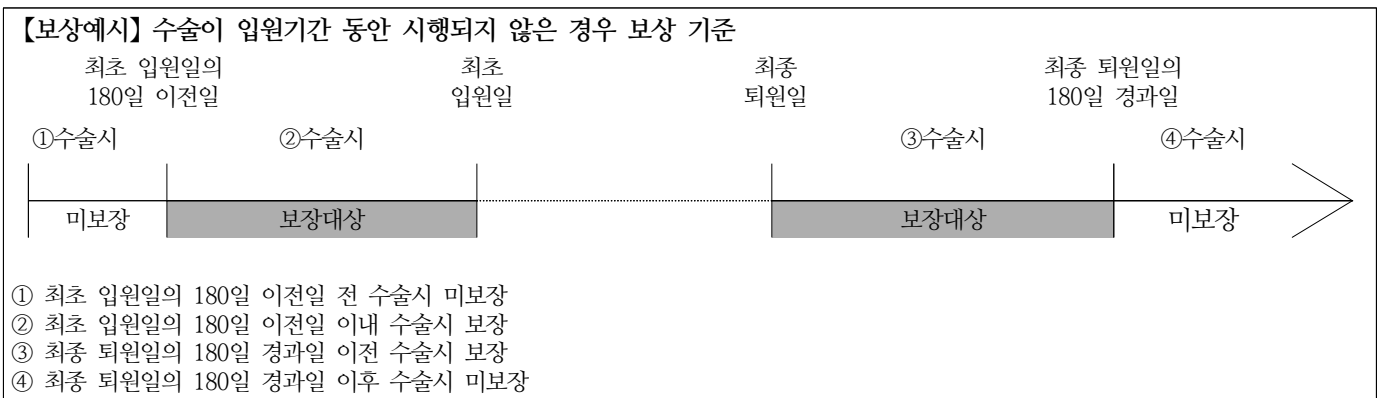 【보상예시】 수술이 입원기간 동안 시행되지 않은 경우 보상 기준
최초 입원일의
180일 이전일
최초
입원일
최종
퇴원일
최종 퇴원일의
180일 경과일
①수술시
②수술시
③수술시
④수술시
미보장
보장대상
보장대상
미보장
① 최초 입원일의 180일 이전일 전 수술시 미보장
② 최초 입원일의 180일 이전일 이내 수술시 보장
③ 최종 퇴원일의 180일 경과일 이전 수술시 보장
④ 최종 퇴원일의 180일 경과일 이후 수술시 미보장